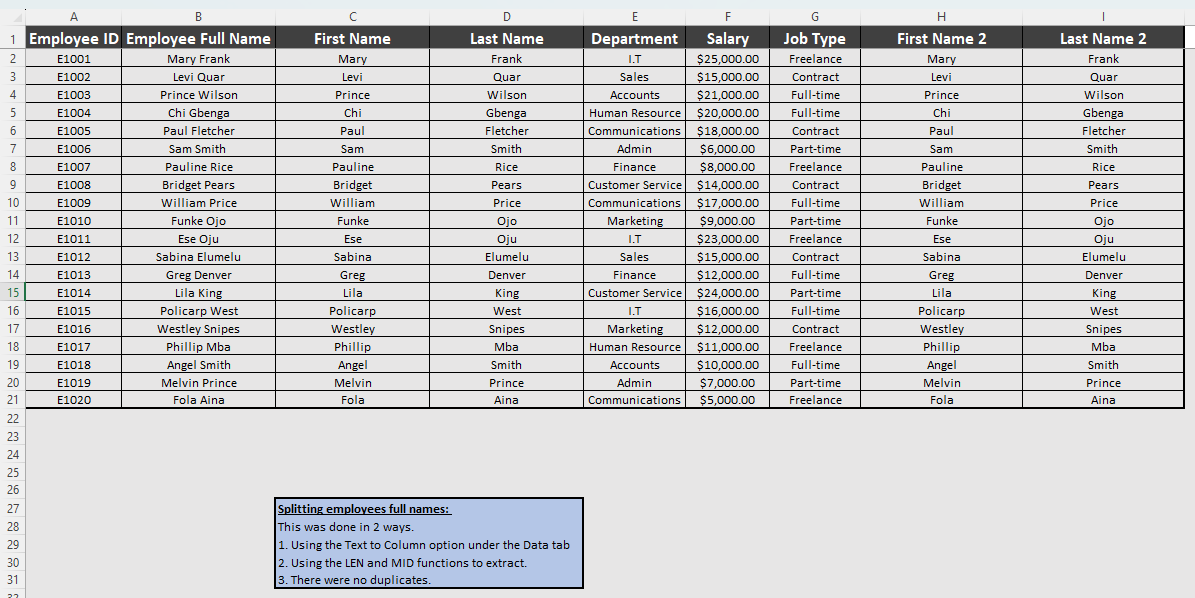 A B C D E F G H I
1 Employee ID Employee Full Name First Name Last Name Department Salary Job Type First Name 2 Last Name 2
2 E1001 Mary Frank Mary Frank I.T $25,000.00 Freelance Mary Frank
3 E1002 Levi Quar Levi Quar Sales $15,000.00 Contract Levi Quar
4 E1003 Prince Wilson Prince Wilson Accounts $21,000.00 Full-time Prince Wilson
5 E1004 Chi Gbenga Chi Gbenga Human Resource $20,000.00 Full-time Chi Gbenga
6 E1005 Paul Fletcher Paul Fletcher Communications $18,000.00 Contract Paul Fletcher
7 E1006 Sam Smith Sam Smith Admin $6,000.00 Part-time Sam Smith
8 E1007 Pauline Rice Pauline Rice Finance $8,000.00 Freelance Pauline Rice
9 E1008 Bridget Pears Bridget Pears Customer Service $14,000.00 Contract Bridget Pears
10 E1009 William Price William Price Communications $17,000.00 Full-time William Price
11 E1010 Funke Ojo Funke Ojo Marketing $9,000.00 Part-time Funke Ojo
12 E1011 Ese Oju Ese Oju I.T $23,000.00 Freelance Ese Oju
13 E1012 Sabina Elumelu Sabina Elumelu Sales $15,000.00 Contract Sabina Elumelu
14 E1013 Greg Denver Greg Denver Finance $12,000.00 Full-time Greg Denver
15 E1014 Lila King Lila King Customer Service $24,000.00 Part-time Lila King
16 E1015 Policarp West Policarp West I.T $16,000.00 Full-time Policarp West
17 E1016 Westley Snipes Westley Snipes Marketing $12,000.00 Contract Westley Snipes
18 E1017 Phillip Mba Phillip Mba Human Resource $11,000.00 Freelance Phillip Mba
19 E1018 Angel Smith Angel Smith Accounts $10,000.00 Full-time Angel Smith
20 E1019 Melvin Prince Melvin Prince Admin $7,000.00 Part-time Melvin Prince
21 E1020 Fola Aina Fola Aina Communications $5,000.00 Freelance Fola Aina
22
23
24
25
26
27 Splitting employees full names:
28 This was done in 2 ways.
29 1. Using the Text to Column option under the Data tab
30 2. Using the LEN and MID functions to extract.
31 3. There were no duplicates.
32